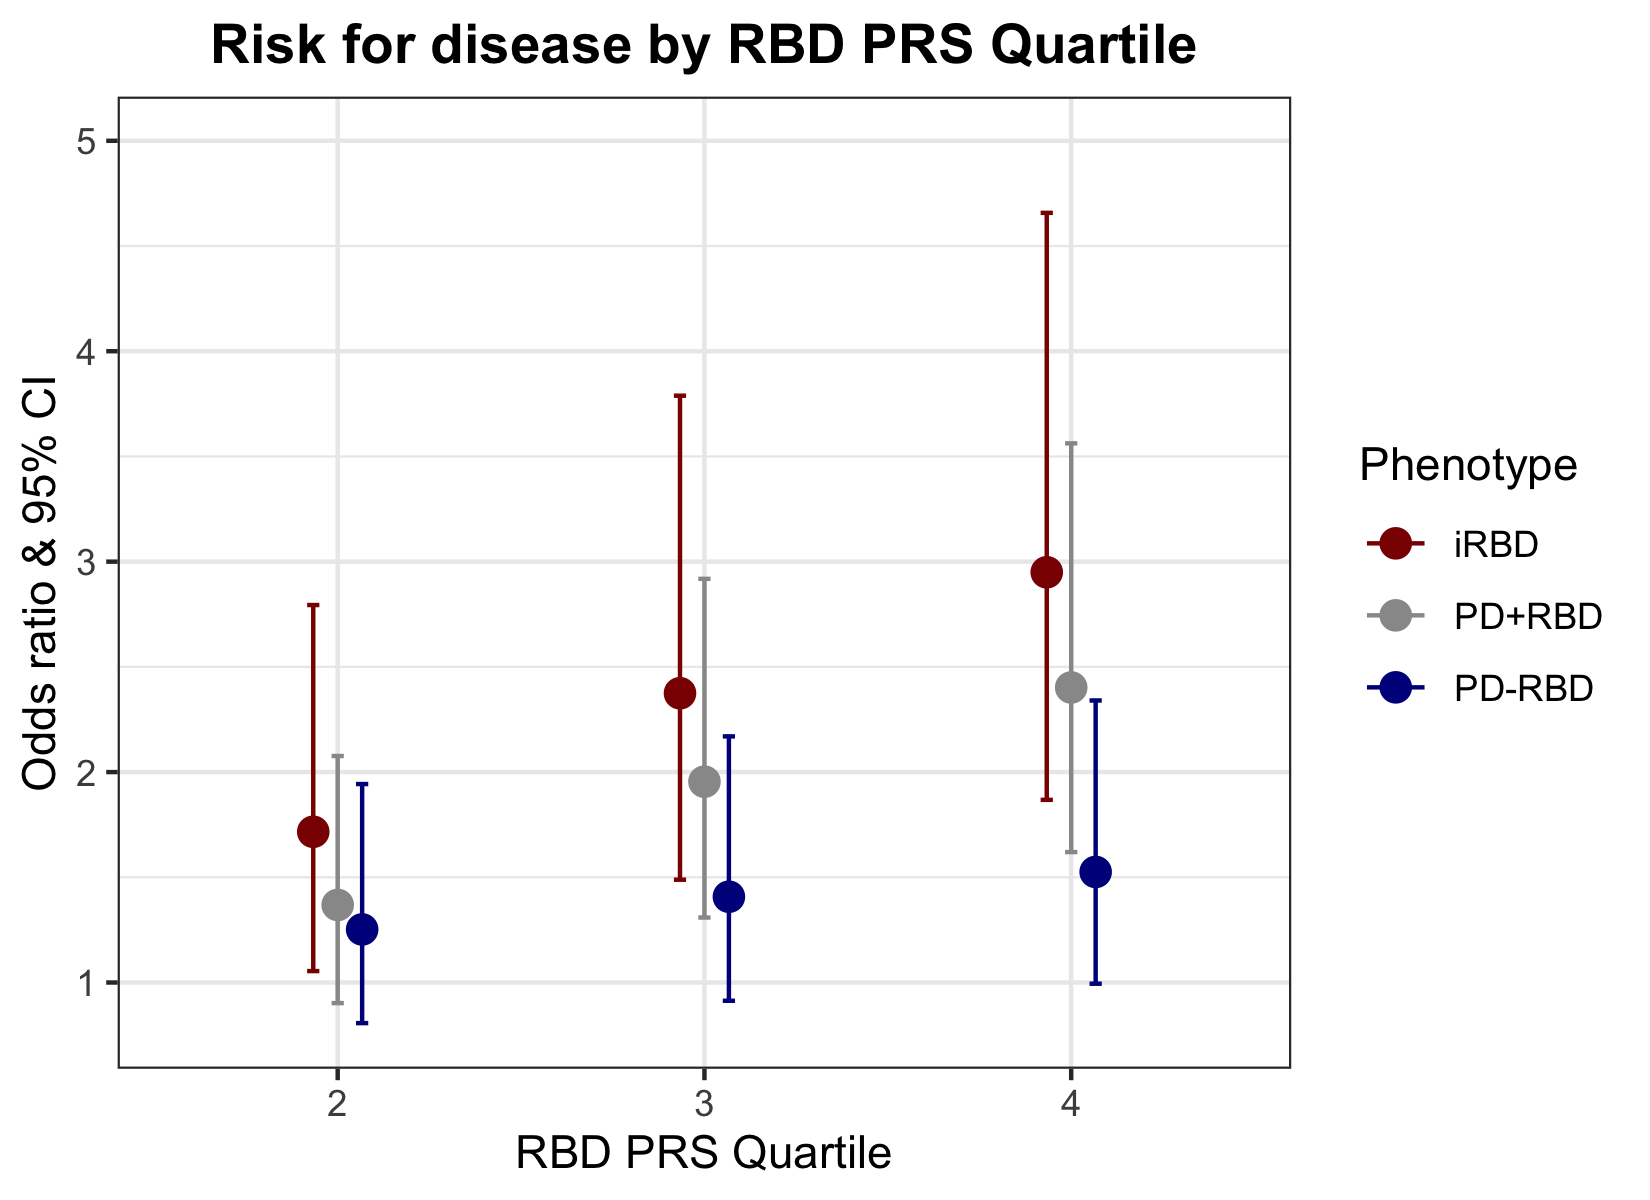 Risk for disease by RBD PRS Quartile
Odds ratio & 95% CI
5
4
3
2
1
2
3
4
RBD PRS Quartile
Phenotype
iRBD
PD+RBD
PD-RBD